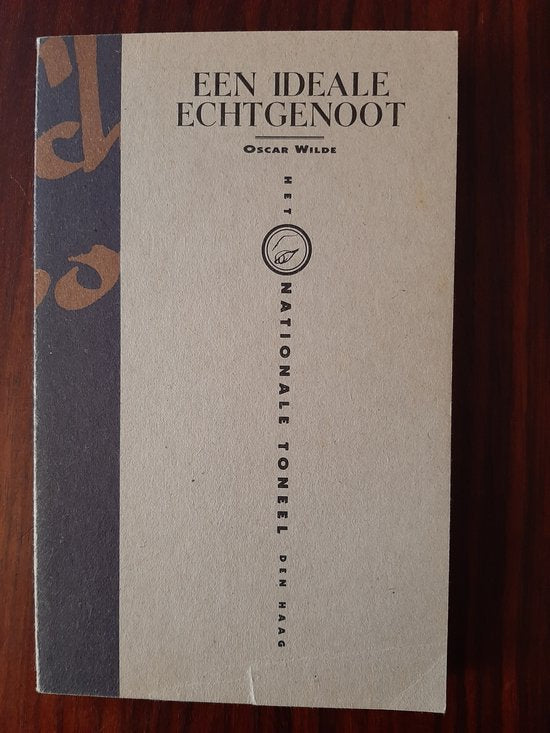 EEN IDEALE
ECHTGENOOT
OSCAR WILDE
HET
NATIONALE TONEEL DEN HAAG